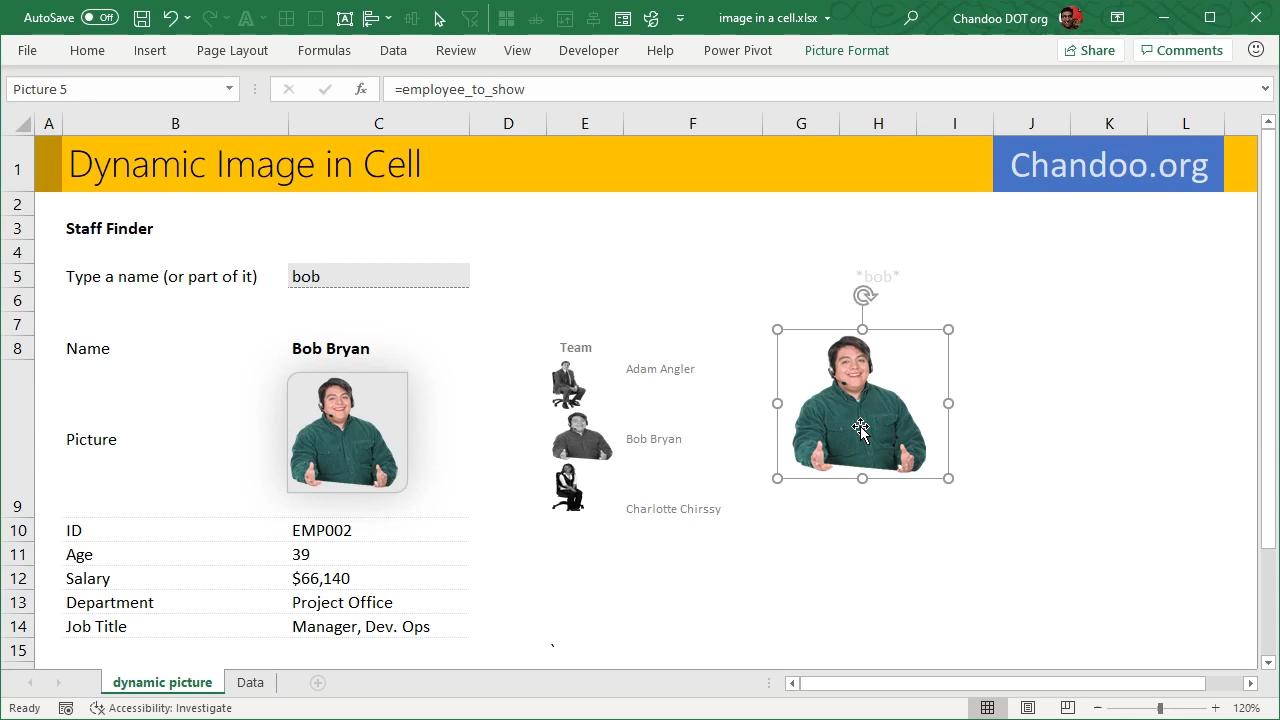 AutoSave Off image in a cell.xlsx Chandoo DOT org
File Home Insert Page Layout Formulas Data Review View Developer Help Power Pivot Picture Format Share Comments
Picture 5 fx =employee_to_show
A B C D E F G H I J K L
1 Dynamic Image in Cell Chandoo.org
2
3 Staff Finder
4
5 Type a name (or part of it) bob *bob*
6
7
8 Name Bob Bryan Team
Adam Angler
Picture Bob Bryan
9 Charlotte Chirssy
10 ID EMP002
11 Age 39
12 Salary $66,140
13 Department Project Office
14 Job Title Manager, Dev. Ops
15 `
dynamic picture Data
Ready Accessibility: Investigate 120%